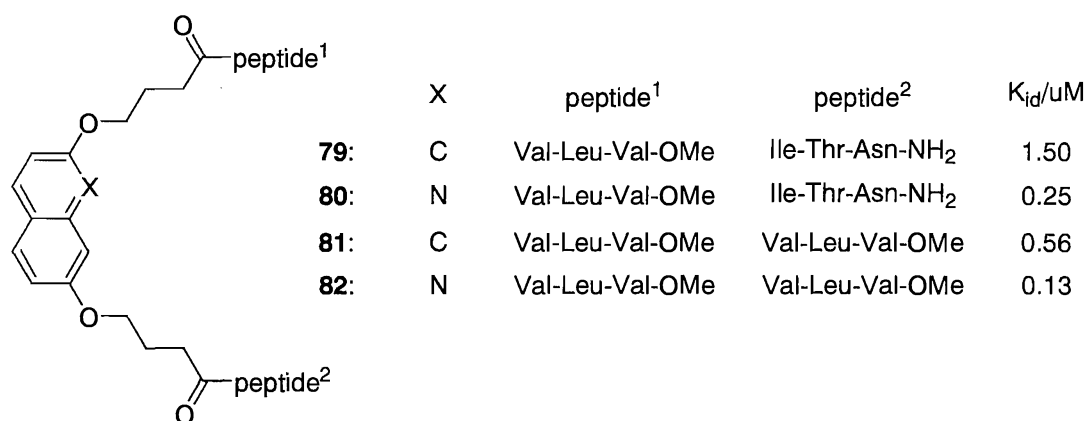 O
peptide¹
O
X
O
peptide²
O
X peptide¹ peptide² K_id/uM
79: C Val-Leu-Val-OMe Ile-Thr-Asn-NH₂ 1.50
80: N Val-Leu-Val-OMe Ile-Thr-Asn-NH₂ 0.25
81: C Val-Leu-Val-OMe Val-Leu-Val-OMe 0.56
82: N Val-Leu-Val-OMe Val-Leu-Val-OMe 0.13